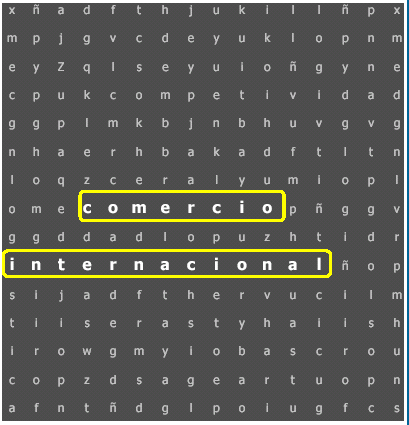 x ñ a d f t h j u k i l l ñ p x
m p j g v c d e y u k l o p n m
e y Z q l s e y u i o ñ g y n e
c p u k c o m p e t i v i d a d
g g p l m k b j n b h u v g v g
n h a e r h b a k a d f t l t n
l o q z c e r a l y u m i o p l
o m e c o m e r c i o p ñ g g v
g g d d a d l o p u z h t i d r
i n t e r n a c i o n a l ñ o p
s i j a d f t h e r v u c i l m
t i i s e r a s t y h a i i s h
i r o w g m y i o b a s c r o u
c o p z d s a g e a r t u o p n
a f n t ñ d g l p o i u g f c s